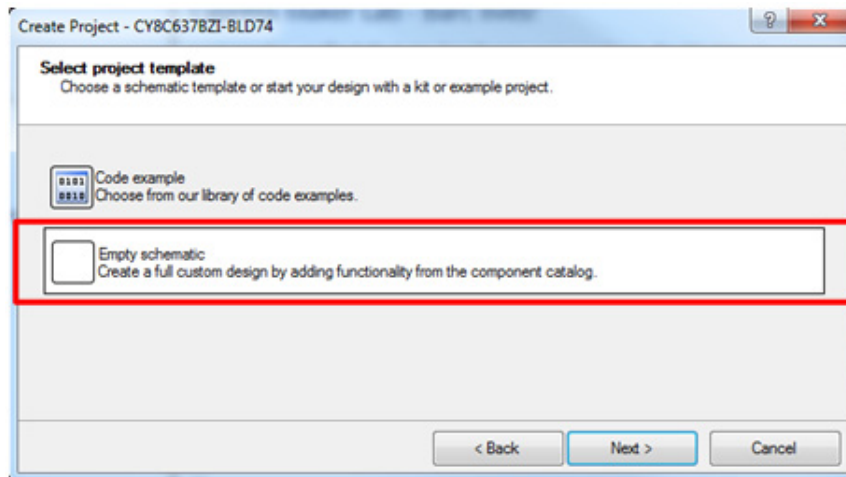 Create Project - CY8C637BZI-BLD74
Select project template
Choose a schematic template or start your design with a kit or example project.
0101
0010
Code example
Choose from our library of code examples.
Empty schematic
Create a full custom design by adding functionality from the component catalog.
< Back
Next >
Cancel